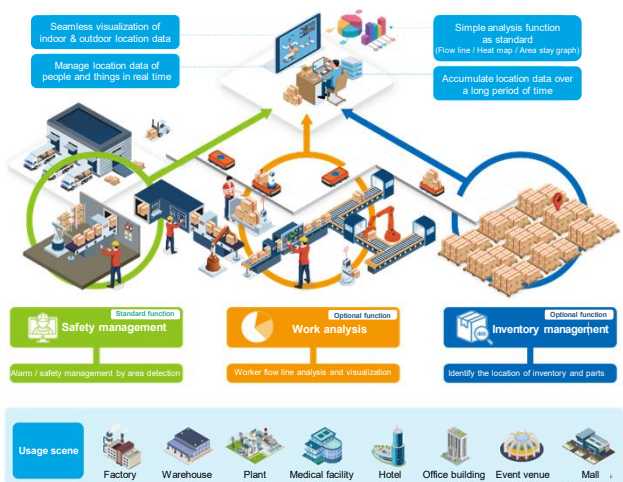 Seamless visualization of
indoor & outdoor location data
Manage location data of
people and things in real time
Simple analysis function
as standard
(Flow line / Heat map / Area stay graph)
Accumulate location data over
a long period of time
Standard function
Safety management
Alarm / safety management by area detection
Optional function
Work analysis
Worker flow line analysis and visualization
Optional function
Inventory management
Identify the location of inventory and parts
Usage scene
Factory
Warehouse
Plant
Medical facility
Hotel
Office building
Event venue
Mall